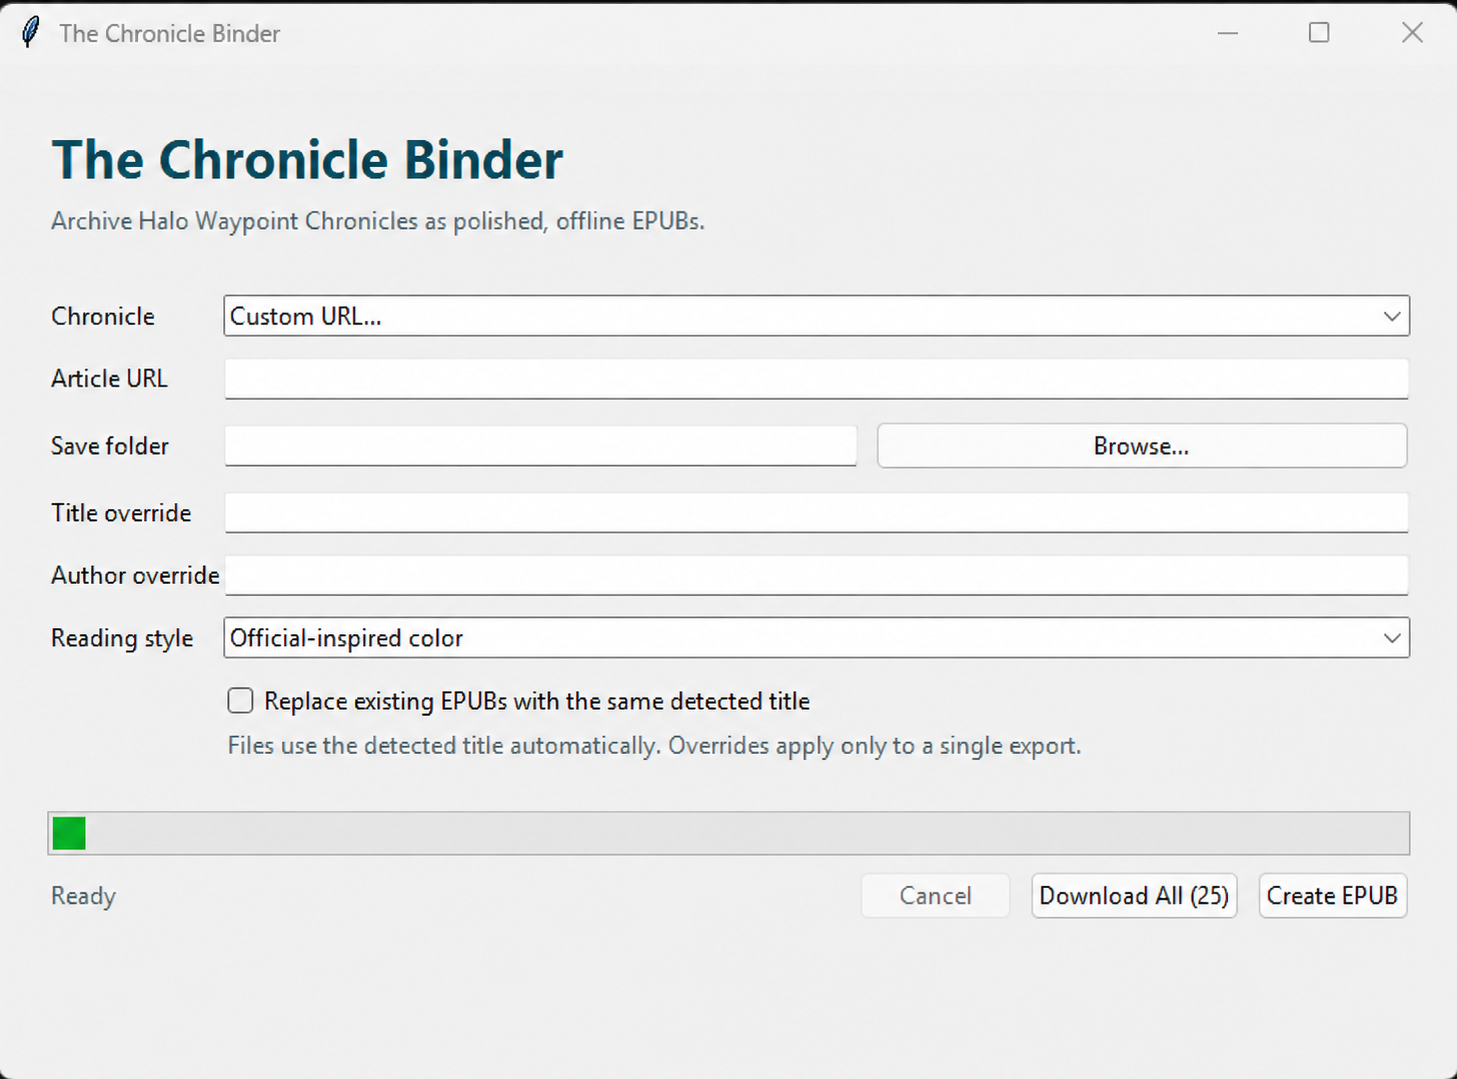 The Chronicle Binder
The Chronicle Binder
Archive Halo Waypoint Chronicles as polished, offline EPUBs.
Chronicle Custom URL...
Article URL
Save folder Browse...
Title override
Author override
Reading style Official-inspired color
Replace existing EPUBs with the same detected title
Files use the detected title automatically. Overrides apply only to a single export.
Ready Cancel Download All (25) Create EPUB